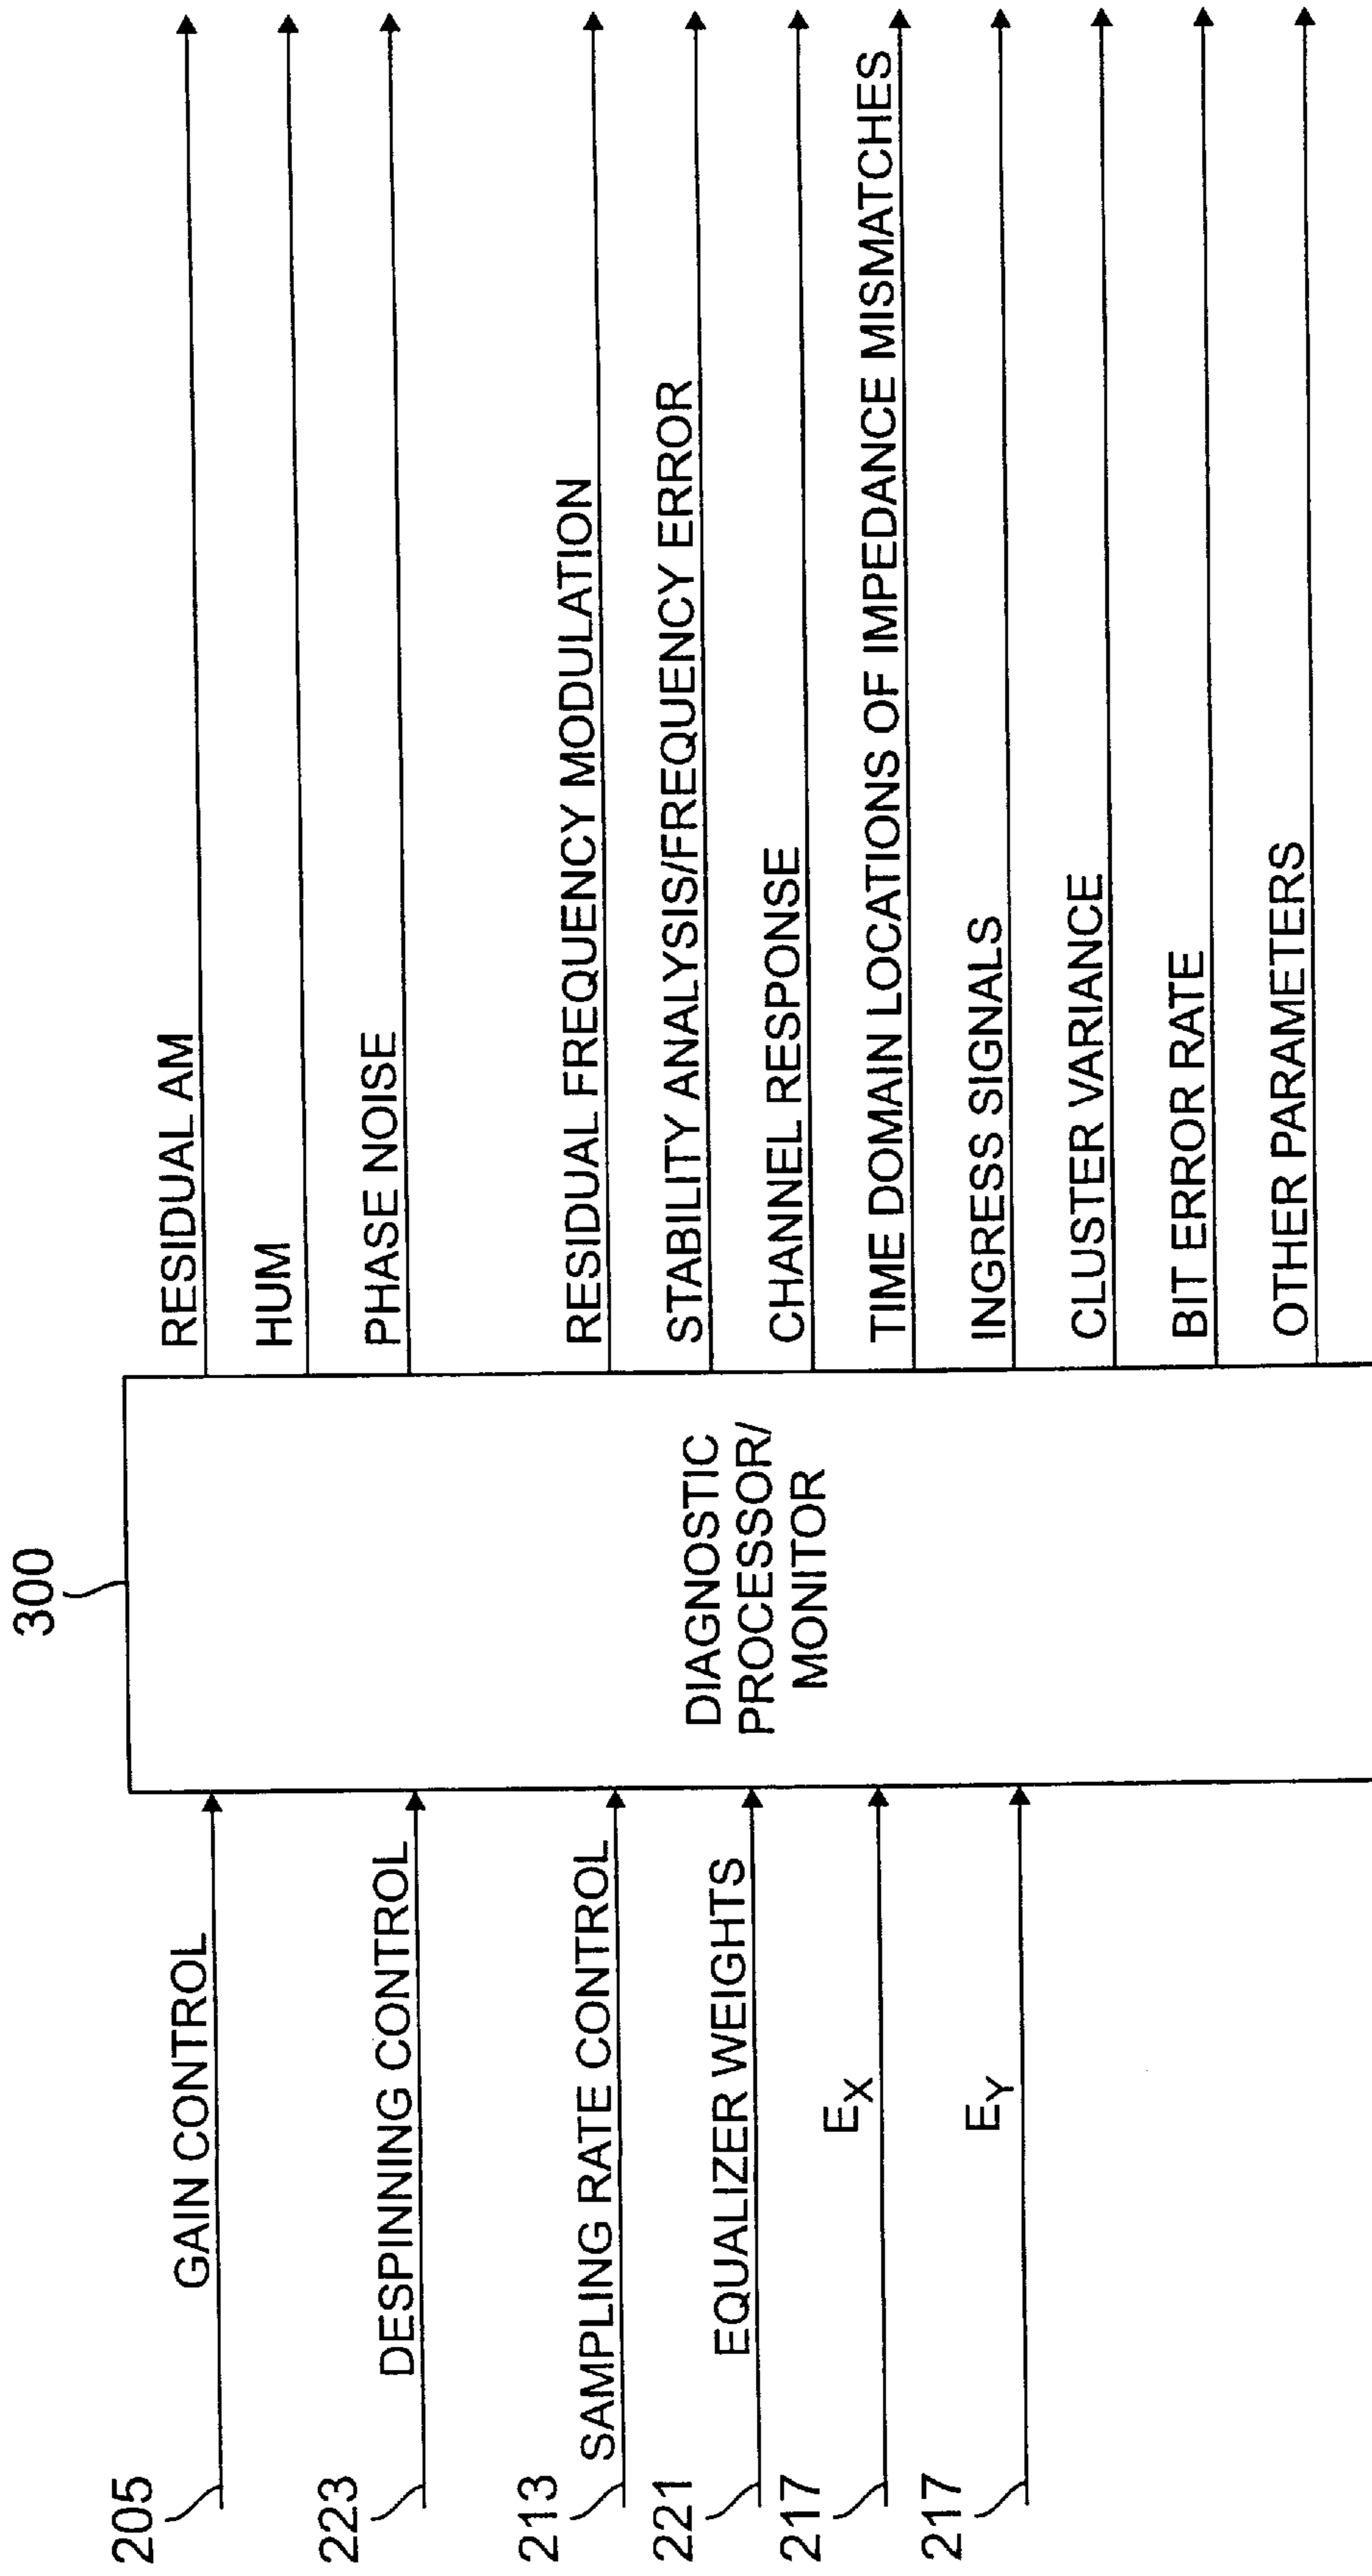 300
205
GAIN CONTROL
223
DESPINNING CONTROL
213
SAMPLING RATE CONTROL
221
EQUALIZER WEIGHTS
217
EX
217
EY
DIAGNOSTIC
PROCESSOR/
MONITOR
RESIDUAL AM
HUM
PHASE NOISE
RESIDUAL FREQUENCY MODULATION
STABILITY ANALYSIS/FREQUENCY ERROR
CHANNEL RESPONSE
TIME DOMAIN LOCATIONS OF IMPEDANCE MISMATCHES
INGRESS SIGNALS
CLUSTER VARIANCE
BIT ERROR RATE
OTHER PARAMETERS